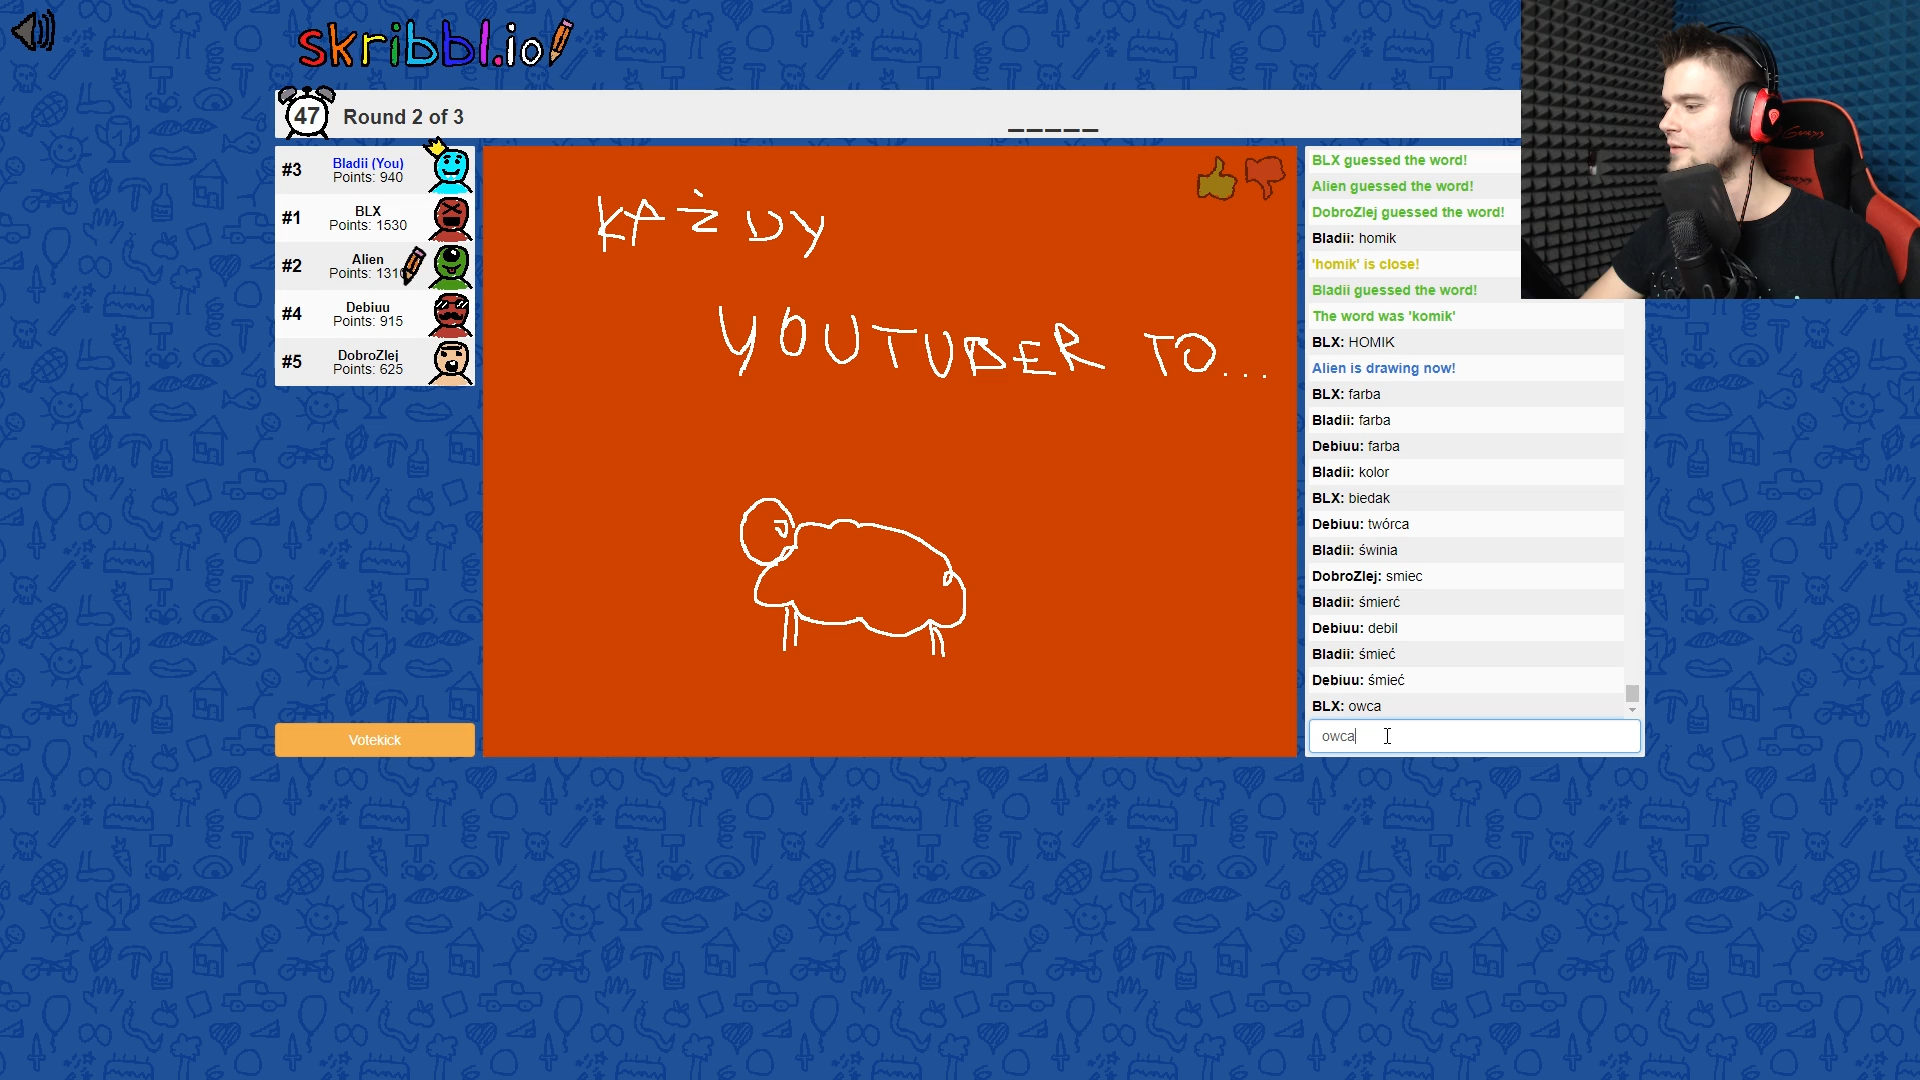 skribbl.io
47
Round 2 of 3
_ _ _ _ _
#3
Bladii (You)
Points: 940
#1
BLX
Points: 1530
#2
Alien
Points: 1310
#4
Debiuu
Points: 915
#5
DobroZlej
Points: 625
Votekick
KAŻDY
YOUTUBER TO...
BLX guessed the word!
Alien guessed the word!
DobroZlej guessed the word!
Bladii: homik
'homik' is close!
Bladii guessed the word!
The word was 'komik'
BLX: HOMIK
Alien is drawing now!
BLX: farba
Bladii: farba
Debiuu: farba
Bladii: kolor
BLX: biedak
Debiuu: twórca
Bladii: świnia
DobroZlej: smiec
Bladii: śmierć
Debiuu: debil
Bladii: śmieć
Debiuu: śmieć
BLX: owca
owca